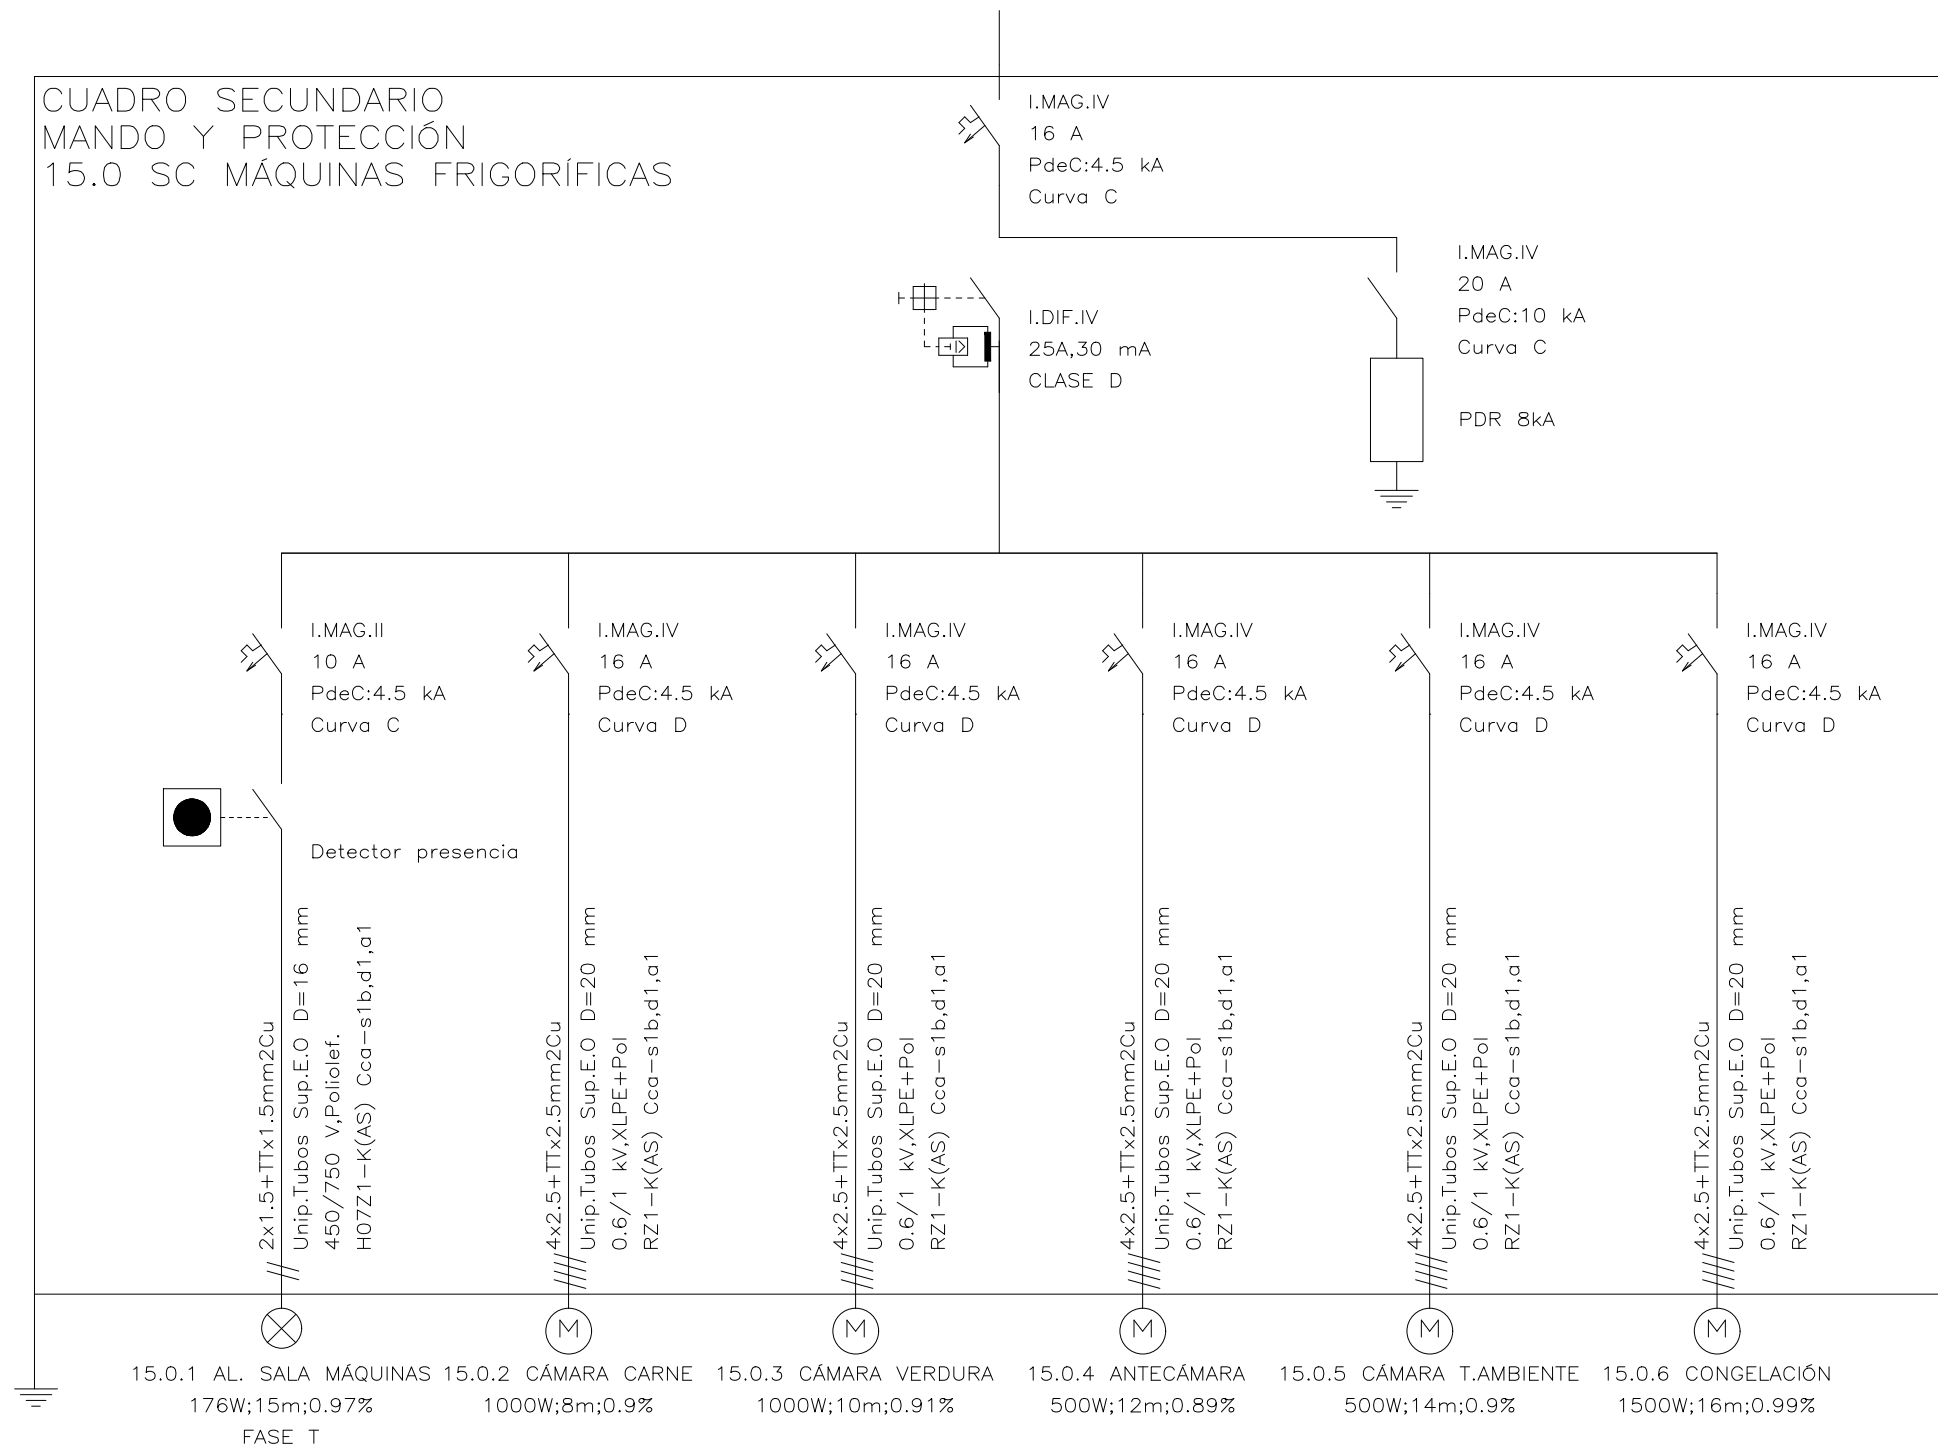 CUADRO SECUNDARIO
MANDO Y PROTECCIÓN
15.0 SC MÁQUINAS FRIGORÍFICAS
I.MAG.IV
16 A
PdeC:4.5 kA
Curva C
I.MAG.IV
20 A
PdeC:10 kA
Curva C
PDR 8kA
I.DIF.IV
25A,30 mA
CLASE D
I.MAG.II
10 A
PdeC:4.5 kA
Curva C
Detector presencia
2x1.5+TTx1.5mm2Cu
Unip.Tubos Sup.E.O D=16 mm
450/750 V,Poliolef.
H07Z1-K(AS) Cca-s1b,d1,a1
15.0.1 AL. SALA MÁQUINAS
176W;15m;0.97%
FASE T
I.MAG.IV
16 A
PdeC:4.5 kA
Curva D
4x2.5+TTx2.5mm2Cu
Unip.Tubos Sup.E.O D=20 mm
0.6/1 kV,XLPE+Pol
RZ1-K(AS) Cca-s1b,d1,a1
M
15.0.2 CÁMARA CARNE
1000W;8m;0.9%
I.MAG.IV
16 A
PdeC:4.5 kA
Curva D
4x2.5+TTx2.5mm2Cu
Unip.Tubos Sup.E.O D=20 mm
0.6/1 kV,XLPE+Pol
RZ1-K(AS) Cca-s1b,d1,a1
M
15.0.3 CÁMARA VERDURA
1000W;10m;0.91%
I.MAG.IV
16 A
PdeC:4.5 kA
Curva D
4x2.5+TTx2.5mm2Cu
Unip.Tubos Sup.E.O D=20 mm
0.6/1 kV,XLPE+Pol
RZ1-K(AS) Cca-s1b,d1,a1
M
15.0.4 ANTECÁMARA
500W;12m;0.89%
I.MAG.IV
16 A
PdeC:4.5 kA
Curva D
4x2.5+TTx2.5mm2Cu
Unip.Tubos Sup.E.O D=20 mm
0.6/1 kV,XLPE+Pol
RZ1-K(AS) Cca-s1b,d1,a1
M
15.0.5 CÁMARA T.AMBIENTE
500W;14m;0.9%
I.MAG.IV
16 A
PdeC:4.5 kA
Curva D
4x2.5+TTx2.5mm2Cu
Unip.Tubos Sup.E.O D=20 mm
0.6/1 kV,XLPE+Pol
RZ1-K(AS) Cca-s1b,d1,a1
M
15.0.6 CONGELACIÓN
1500W;16m;0.99%